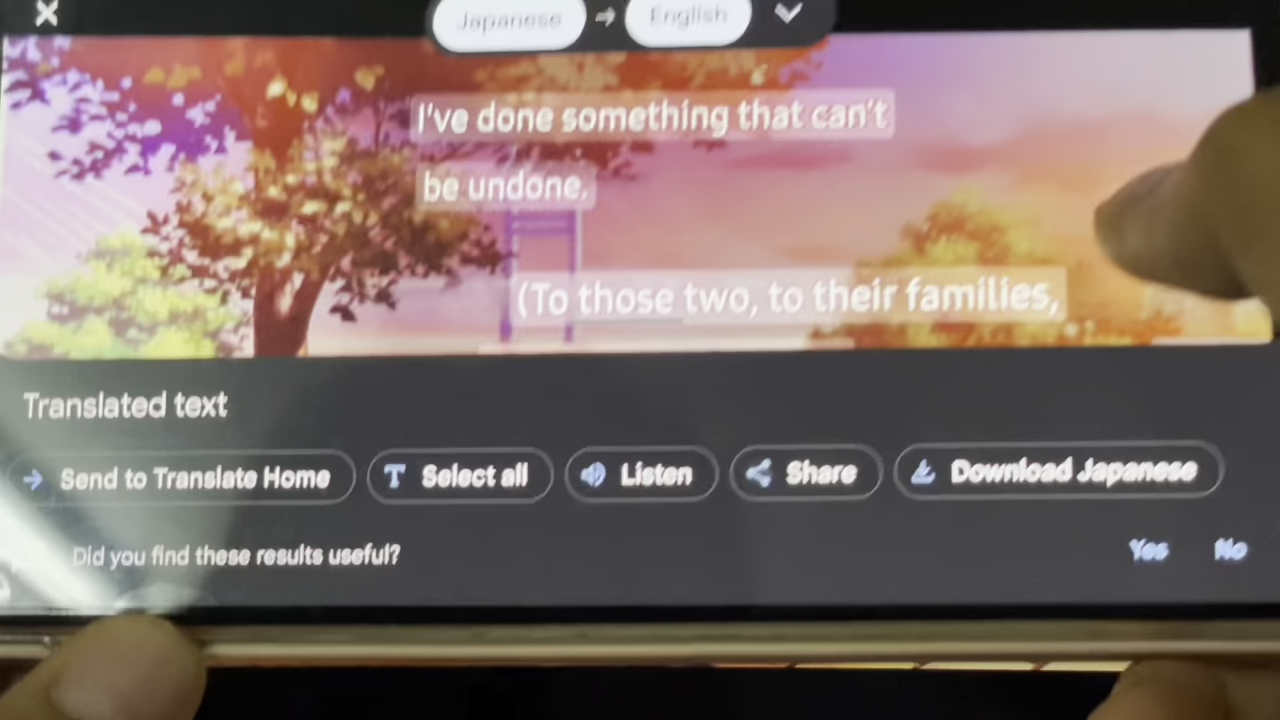 Japanese → English
I've done something that can't
be undone.
(To those two, to their families,
Translated text
Send to Translate Home
Select all
Listen
Share
Download Japanese
Did you find these results useful?
Yes
No